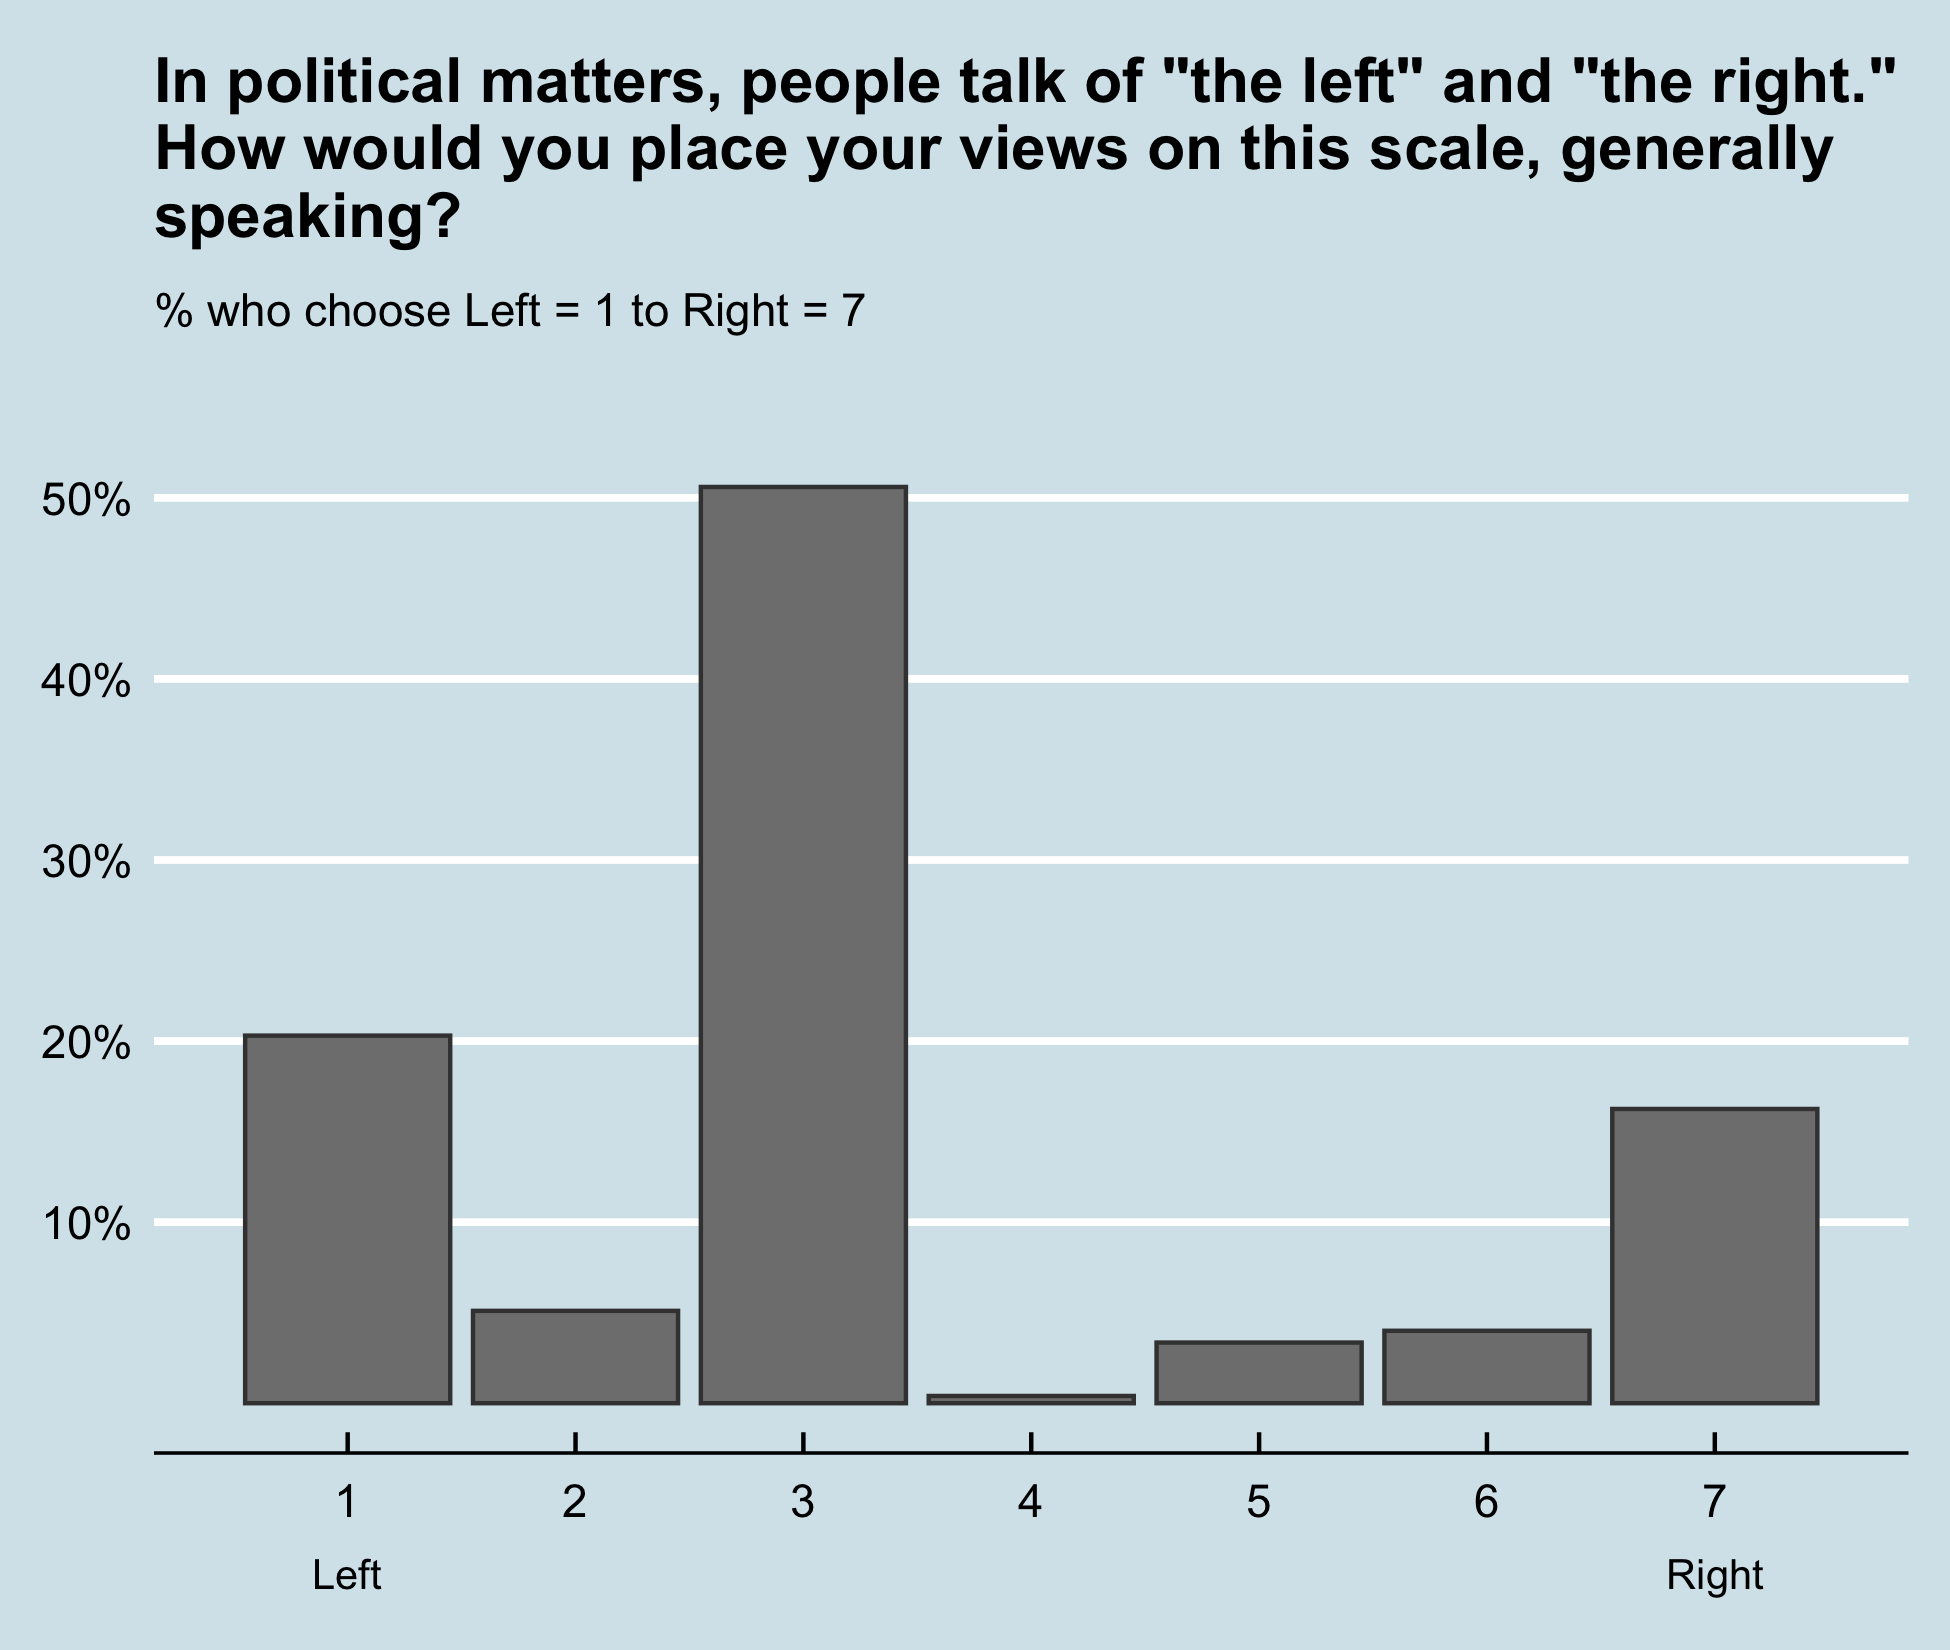 In political matters, people talk of "the left" and "the right."
How would you place your views on this scale, generally
speaking?
% who choose Left = 1 to Right = 7
50%
40%
30%
20%
10%
1 2 3 4 5 6 7
Left Right